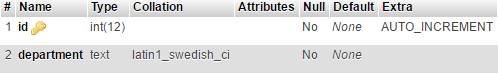 # Name Type Collation Attributes Null Default Extra
1 id int(12) No None AUTO_INCREMENT
2 department text latin1_swedish_ci No None